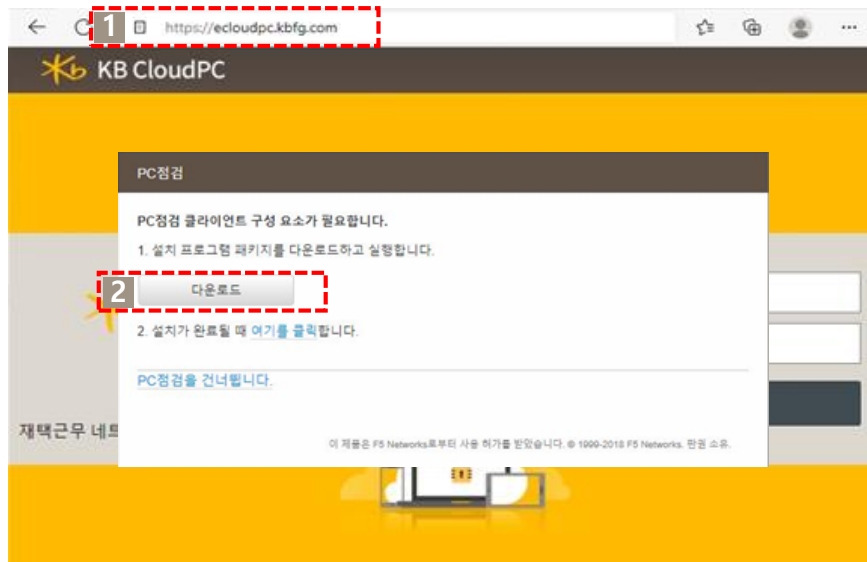 1 https://ecloudpc.kbfg.com
Kb KB CloudPC
PC점검
PC점검 클라이언트 구성 요소가 필요합니다.
1. 설치 프로그램 패키지를 다운로드하고 실행합니다.
2 다운로드
2. 설치가 완료될 때 여기를 클릭합니다.
PC점검을 건너뜁니다.
재택근무 네트
이 제품은 F5 Networks로부터 사용 허가를 받았습니다. © 1999-2018 F5 Networks. 판권 소유.